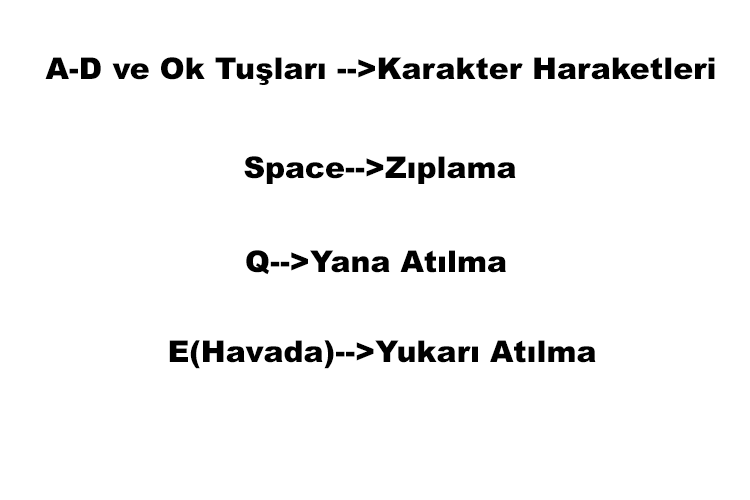 A-D ve Ok Tuşları -->Karakter Haraketleri
Space-->Zıplama
Q-->Yana Atılma
E(Havada)-->Yukarı Atılma